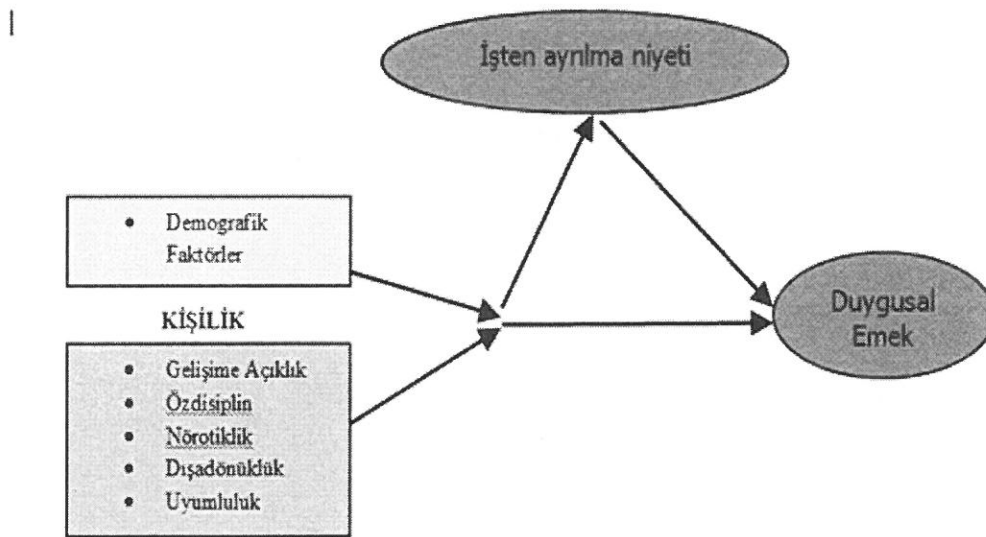 İşten ayrılma niyeti
• Demografik
Faktörler
KİŞİLİK
• Gelişime Açıklık
• Özdisiplin
• Nörotiklik
• Dışadönüklük
• Uyumluluk
Duygusal
Emek